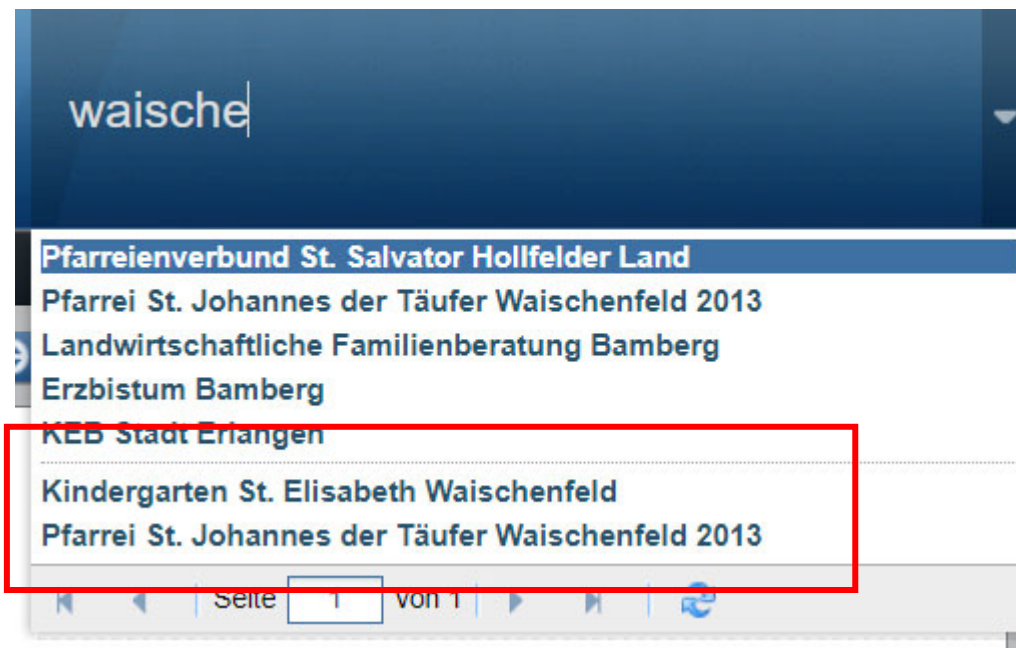 waische
Pfarreienverbund St. Salvator Hollfelder Land
Pfarrei St. Johannes der Täufer Waischenfeld 2013
Landwirtschaftliche Familienberatung Bamberg
Erzbistum Bamberg
KEB Stadt Erlangen
Kindergarten St. Elisabeth Waischenfeld
Pfarrei St. Johannes der Täufer Waischenfeld 2013
Seite 1 von 1